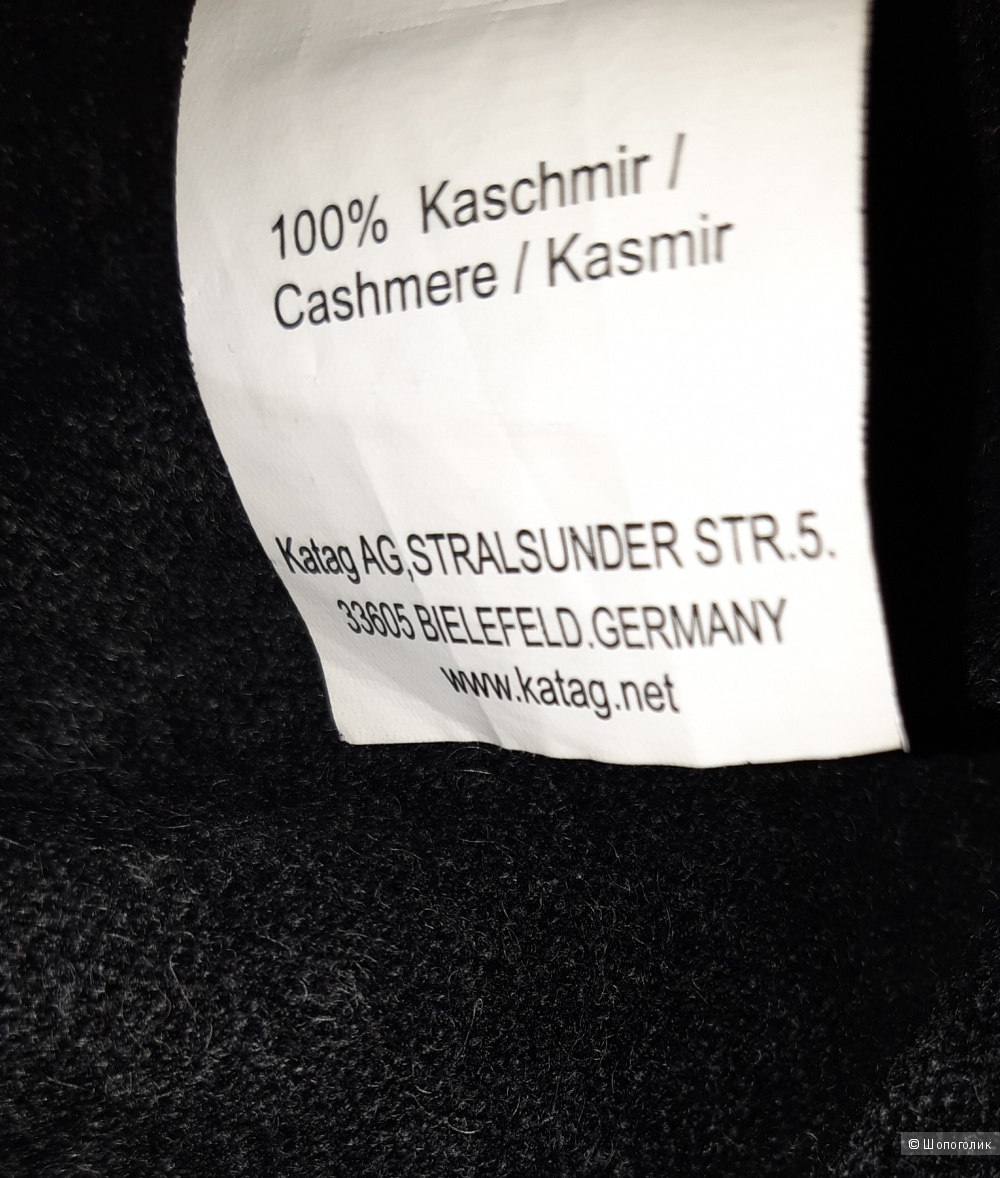 100% Kaschmir /
Cashmere / Kasmir
Katag AG,STRALSUNDER STR.5.
33605 BIELEFELD.GERMANY
www.katag.net
© Шопоголик